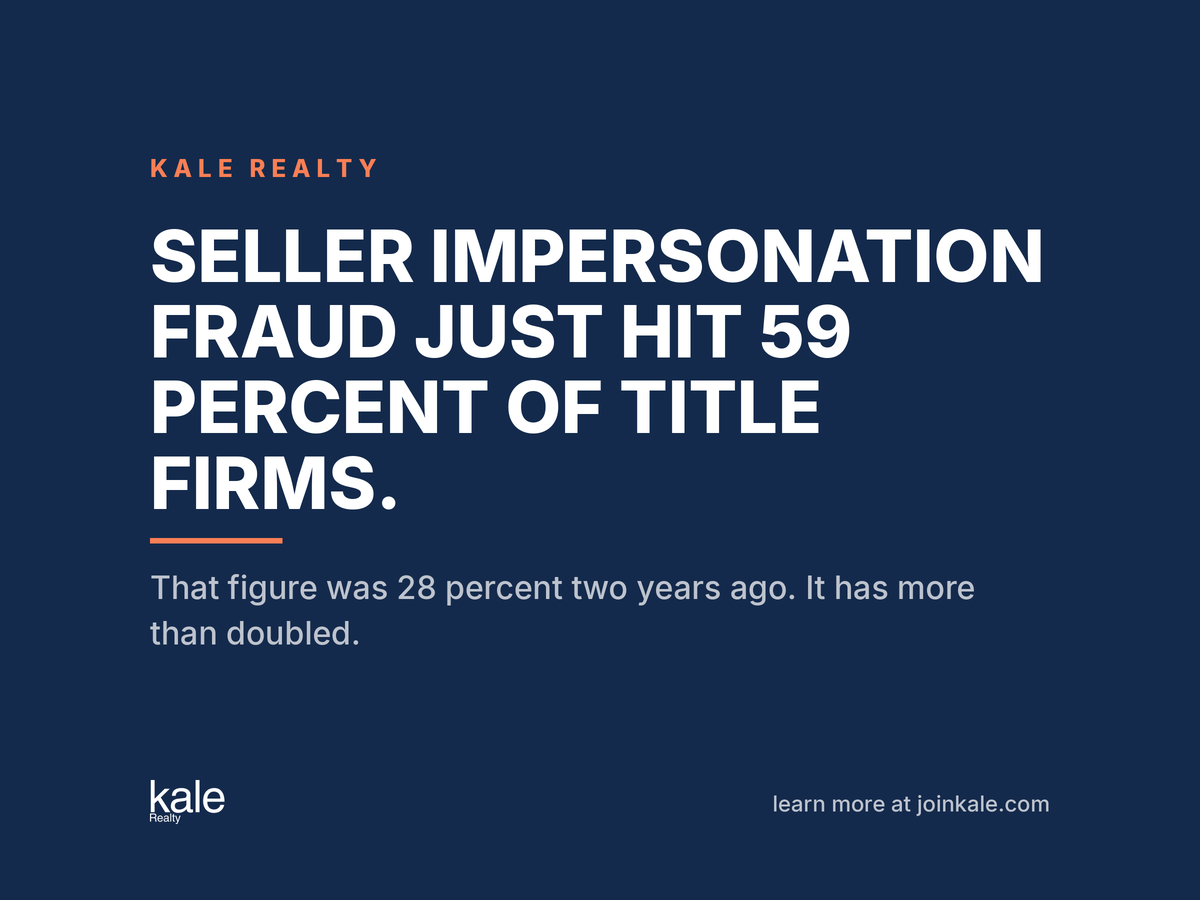 KALE REALTY
SELLER IMPERSONATION
FRAUD JUST HIT 59
PERCENT OF TITLE
FIRMS.
That figure was 28 percent two years ago. It has more
than doubled.
kale
Realty
learn more at joinkale.com